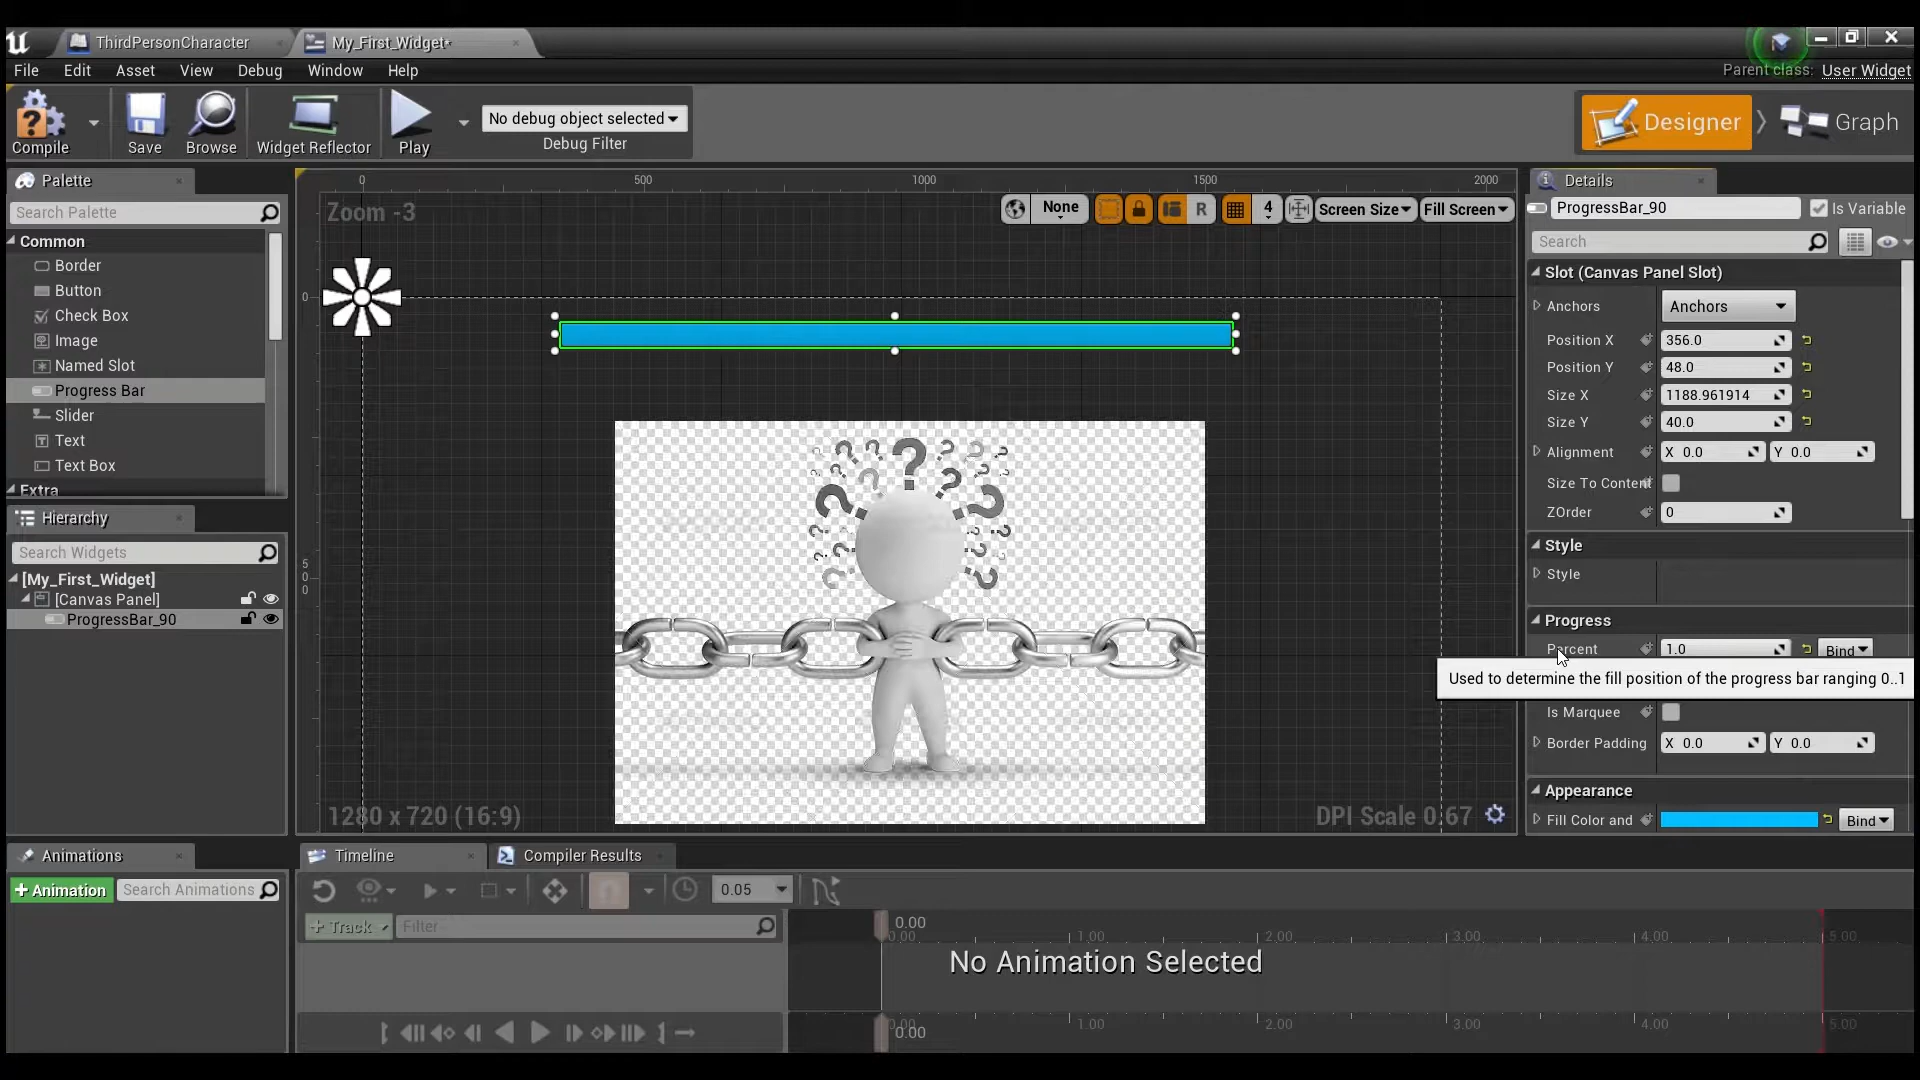 ThirdPersonCharacter
My_First_Widget*
File Edit Asset View Debug Window Help
Parent class: User Widget
Compile
Save
Browse
Widget Reflector
Play
No debug object selected
Debug Filter
Designer
Graph
Palette
Search Palette
Common
Border
Button
Check Box
Image
Named Slot
Progress Bar
Slider
Text
Text Box
Extra
Hierarchy
Search Widgets
[My_First_Widget]
[Canvas Panel]
ProgressBar_90
0 500 1000 1500 2000
Zoom -3
None
R
4
Screen Size
Fill Screen
0
5
0
0
? ? ? ? ? ? ?
1280 x 720 (16:9)
DPI Scale 0.67
Details
ProgressBar_90
Is Variable
Search
Slot (Canvas Panel Slot)
Anchors Anchors
Position X 356.0
Position Y 48.0
Size X 1188.961914
Size Y 40.0
Alignment X 0.0 Y 0.0
Size To Content
ZOrder 0
Style
Style
Progress
Percent 1.0 Bind
Used to determine the fill position of the progress bar ranging 0..1
Is Marquee
Border Padding X 0.0 Y 0.0
Appearance
Fill Color and Bind
Animations
+ Animation
Search Animations
Timeline
Compiler Results
0.05
+ Track
Filter
0.00
0.00 1.00 2.00 3.00 4.00 5.00
No Animation Selected
0.00 1.00 2.00 3.00 4.00 5.00
0.00